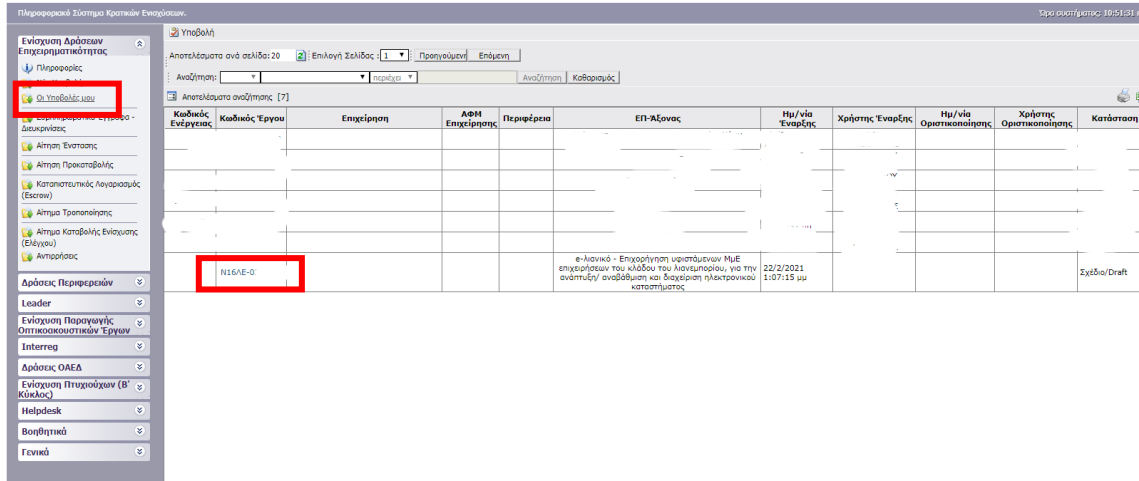 Πληροφοριακό Σύστημα Κρατικών Ενισχύσεων.
Ώρα συστήματος: 10:51:31
Ενίσχυση Δράσεων
Επιχειρηματικότητας
Πληροφορίες
Οι Υποβολές μου
Διευκρινίσεις
Αίτηση Ένστασης
Αίτηση Προκαταβολής
Καταπιστευτικός Λογαριασμός
(Escrow)
Αίτημα Τροποποίησης
Αίτημα Καταβολής Ενίσχυσης
(Ελέγχου)
Αντιρρήσεις
Δράσεις Περιφερειών
Leader
Ενίσχυση Παραγωγής
Οπτικοακουστικών Έργων
Interreg
Δράσεις ΟΑΕΔ
Ενίσχυση Πτυχιούχων (Β'
Κύκλος)
Helpdesk
Βοηθητικά
Γενικά
Υποβολή
Αποτελέσματα ανά σελίδα: 20 Επιλογή Σελίδας : 1 Προηγούμενη Επόμενη
Αναζήτηση: περιέχει Αναζήτηση Καθαρισμός
Αποτελέσματα αναζήτησης [7]
Κωδικός Ενέργειας Κωδικός Έργου Επιχείρηση ΑΦΜ Επιχείρησης Περιφέρεια ΕΠ-Άξονας Ημ/νία Έναρξης Χρήστης Έναρξης Ημ/νία Οριστικοποίησης Χρήστης Οριστικοποίησης Κατάσταση
e-λιανικό - Επιχορήγηση υφιστάμενων ΜμΕ
επιχειρήσεων του κλάδου του λιανεμπορίου, για την
ανάπτυξη/ αναβάθμιση και διαχείριση ηλεκτρονικού
καταστήματος
Ν16ΛΕ-0
22/2/2021
1:07:15 μμ
Σχέδιο/Draft